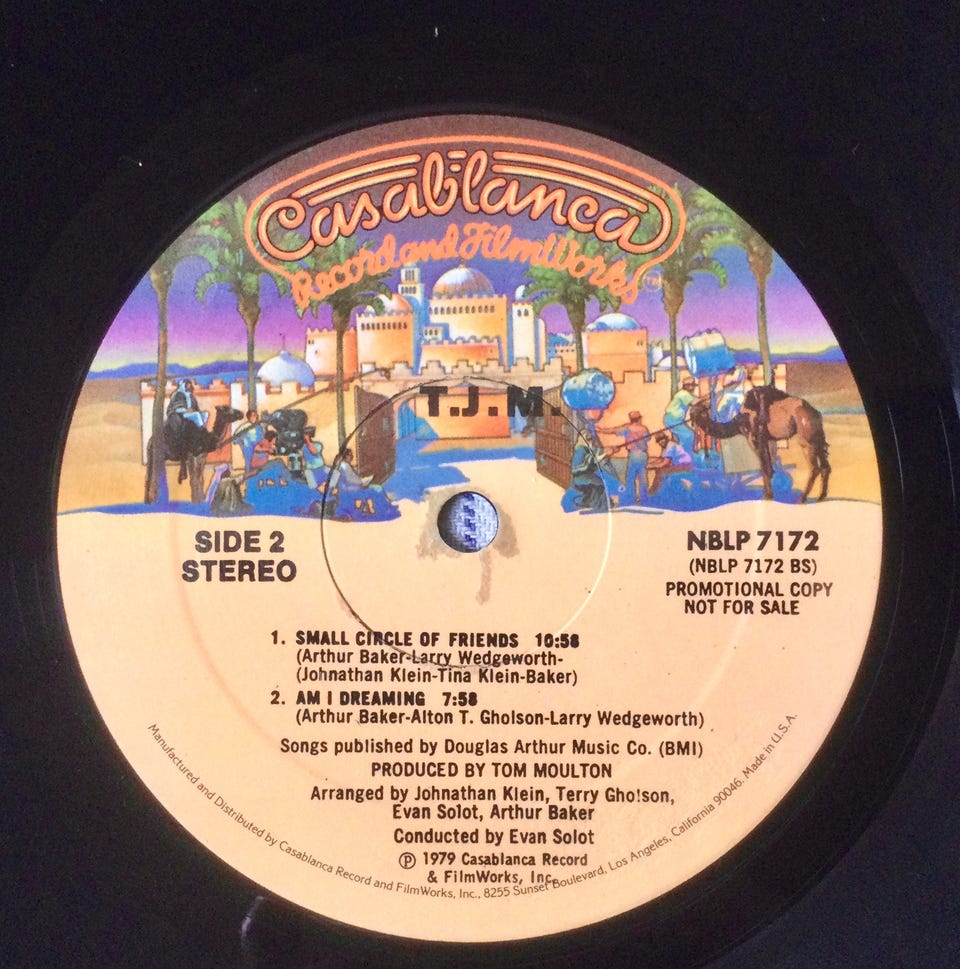 Casablanca
Record and FilmWorks™
T.J.M.
SIDE 2
STEREO
NBLP 7172
(NBLP 7172 BS)
PROMOTIONAL COPY
NOT FOR SALE
1. SMALL CIRCLE OF FRIENDS 10:58
(Arthur Baker-Larry Wedgeworth-
(Johnathan Klein-Tina Klein-Baker)
2. AM I DREAMING 7:58
(Arthur Baker-Alton T. Gholson-Larry Wedgeworth)
Songs published by Douglas Arthur Music Co. (BMI)
PRODUCED BY TOM MOULTON
Arranged by Johnathan Klein, Terry Gholson,
Evan Solot, Arthur Baker
Conducted by Evan Solot
℗ 1979 Casablanca Record
& FilmWorks, Inc.
Manufactured and Distributed by Casablanca Record and FilmWorks, Inc., 8255 Sunset Boulevard, Los Angeles, California 90046. Made in U.S.A.